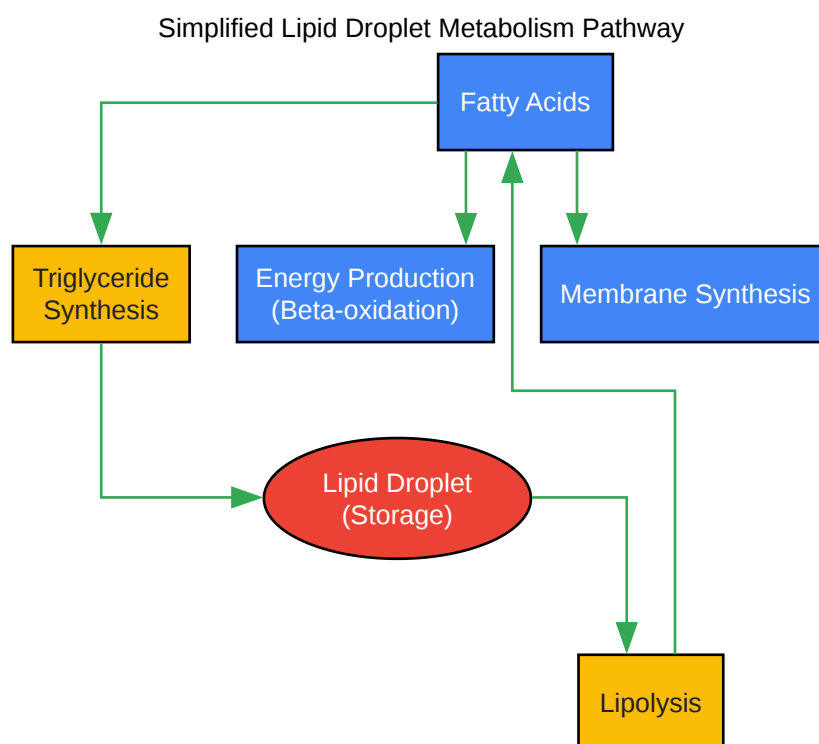 Simplified Lipid Droplet Metabolism Pathway
Fatty Acids
Triglyceride
Synthesis
Energy Production
(Beta-oxidation)
Membrane Synthesis
Lipid Droplet
(Storage)
Lipolysis